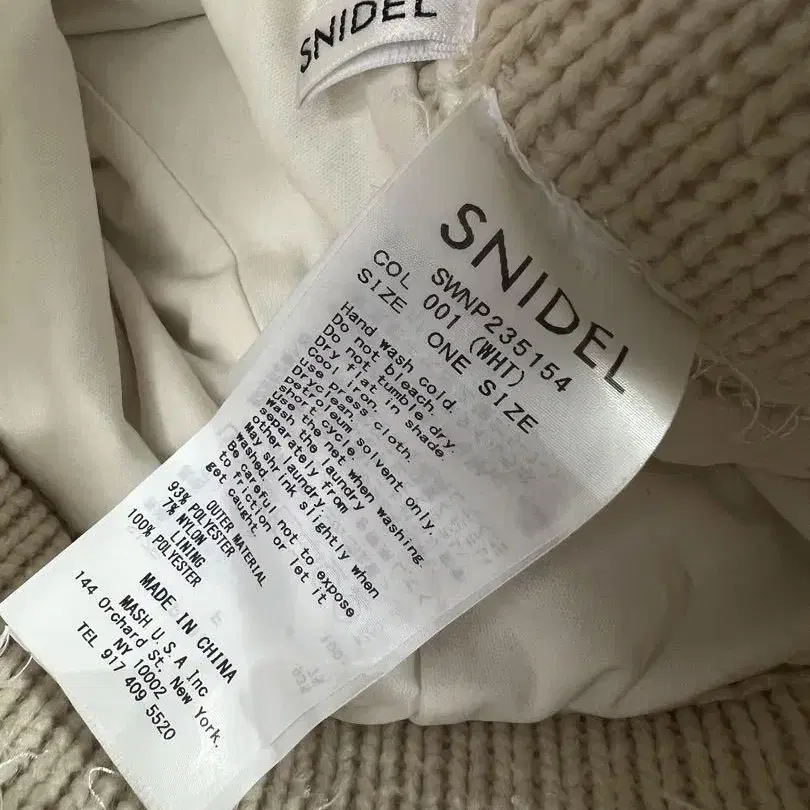 SNIDEL
SNIDEL
SWNP235154
COL 001 (WHT)
SIZE ONE SIZE
Hand wash cold.
Do not bleach.
Do not tumble dry.
Dry flat in shade.
Cool iron.
use press cloth.
Dryclean.
petroleum solvent only.
short cycle
Use the net when washing
Wash laundry
separately from
other laundry.
May shrink slightly when
washed.
Be careful not to expose
to friction or let it
get caught.
OUTER MATERIAL
93% POLYESTER
7% NYLON
LINING
100% POLYESTER
MADE IN CHINA
MASH U.S.A Inc
144 Orchard St, New York.
NY 10002
TEL 917 409 5520